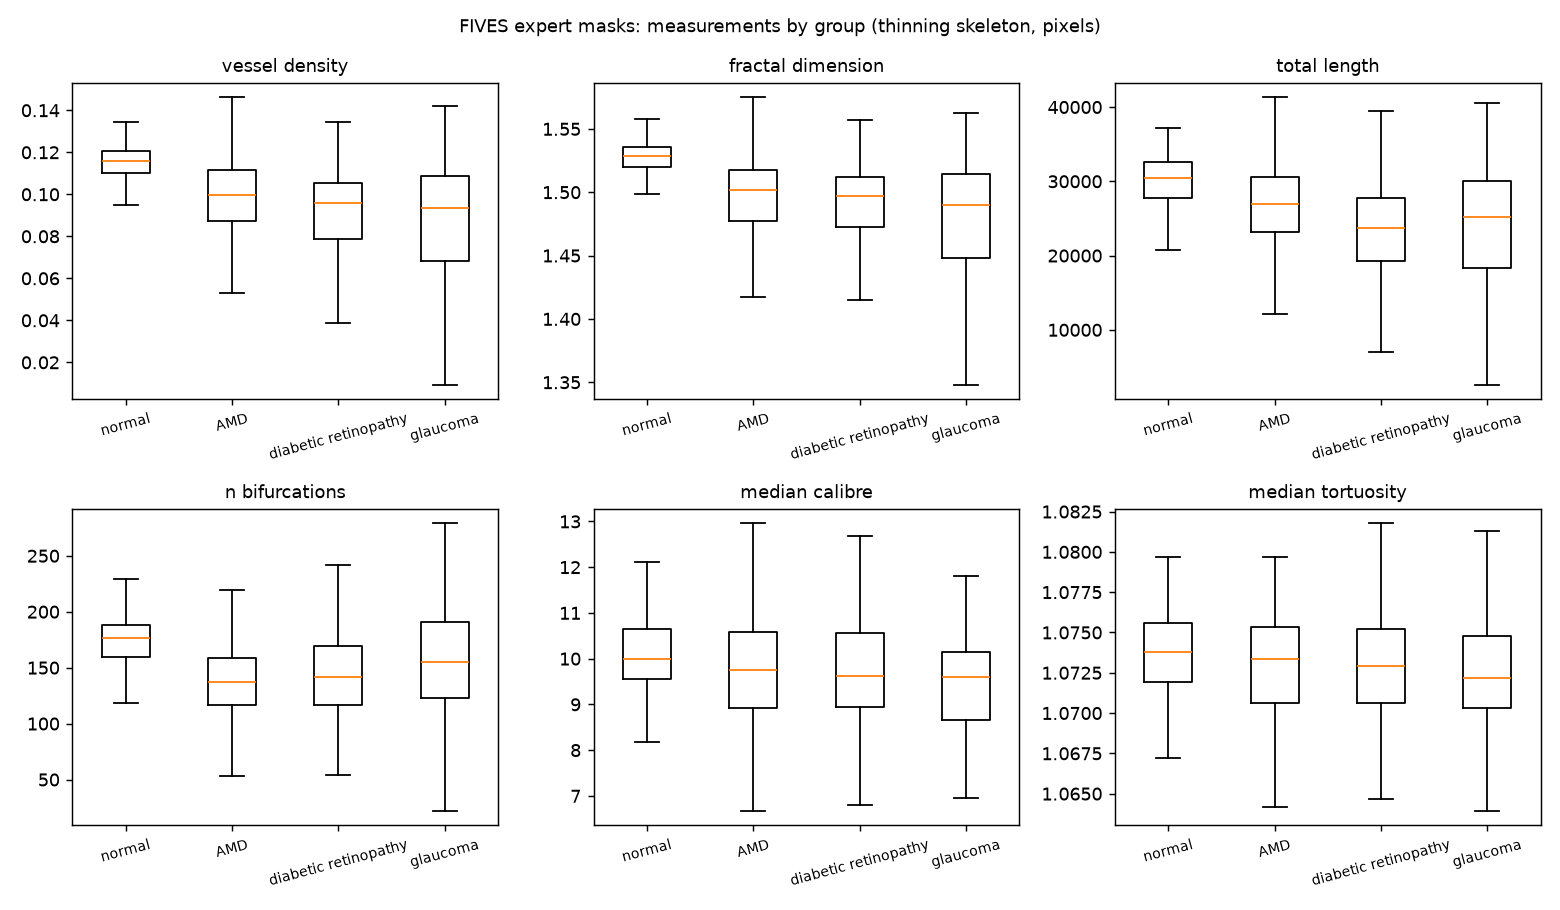 FIVES expert masks: measurements by group (thinning skeleton, pixels)
vessel density
0.14
0.12
0.10
0.08
0.06
0.04
0.02
normal
AMD
diabetic retinopathy
glaucoma
fractal dimension
1.55
1.50
1.45
1.40
1.35
normal
AMD
diabetic retinopathy
glaucoma
total length
40000
30000
20000
10000
normal
AMD
diabetic retinopathy
glaucoma
n bifurcations
250
200
150
100
50
normal
AMD
diabetic retinopathy
glaucoma
median calibre
13
12
11
10
9
8
7
normal
AMD
diabetic retinopathy
glaucoma
median tortuosity
1.0825
1.0800
1.0775
1.0750
1.0725
1.0700
1.0675
1.0650
normal
AMD
diabetic retinopathy
glaucoma